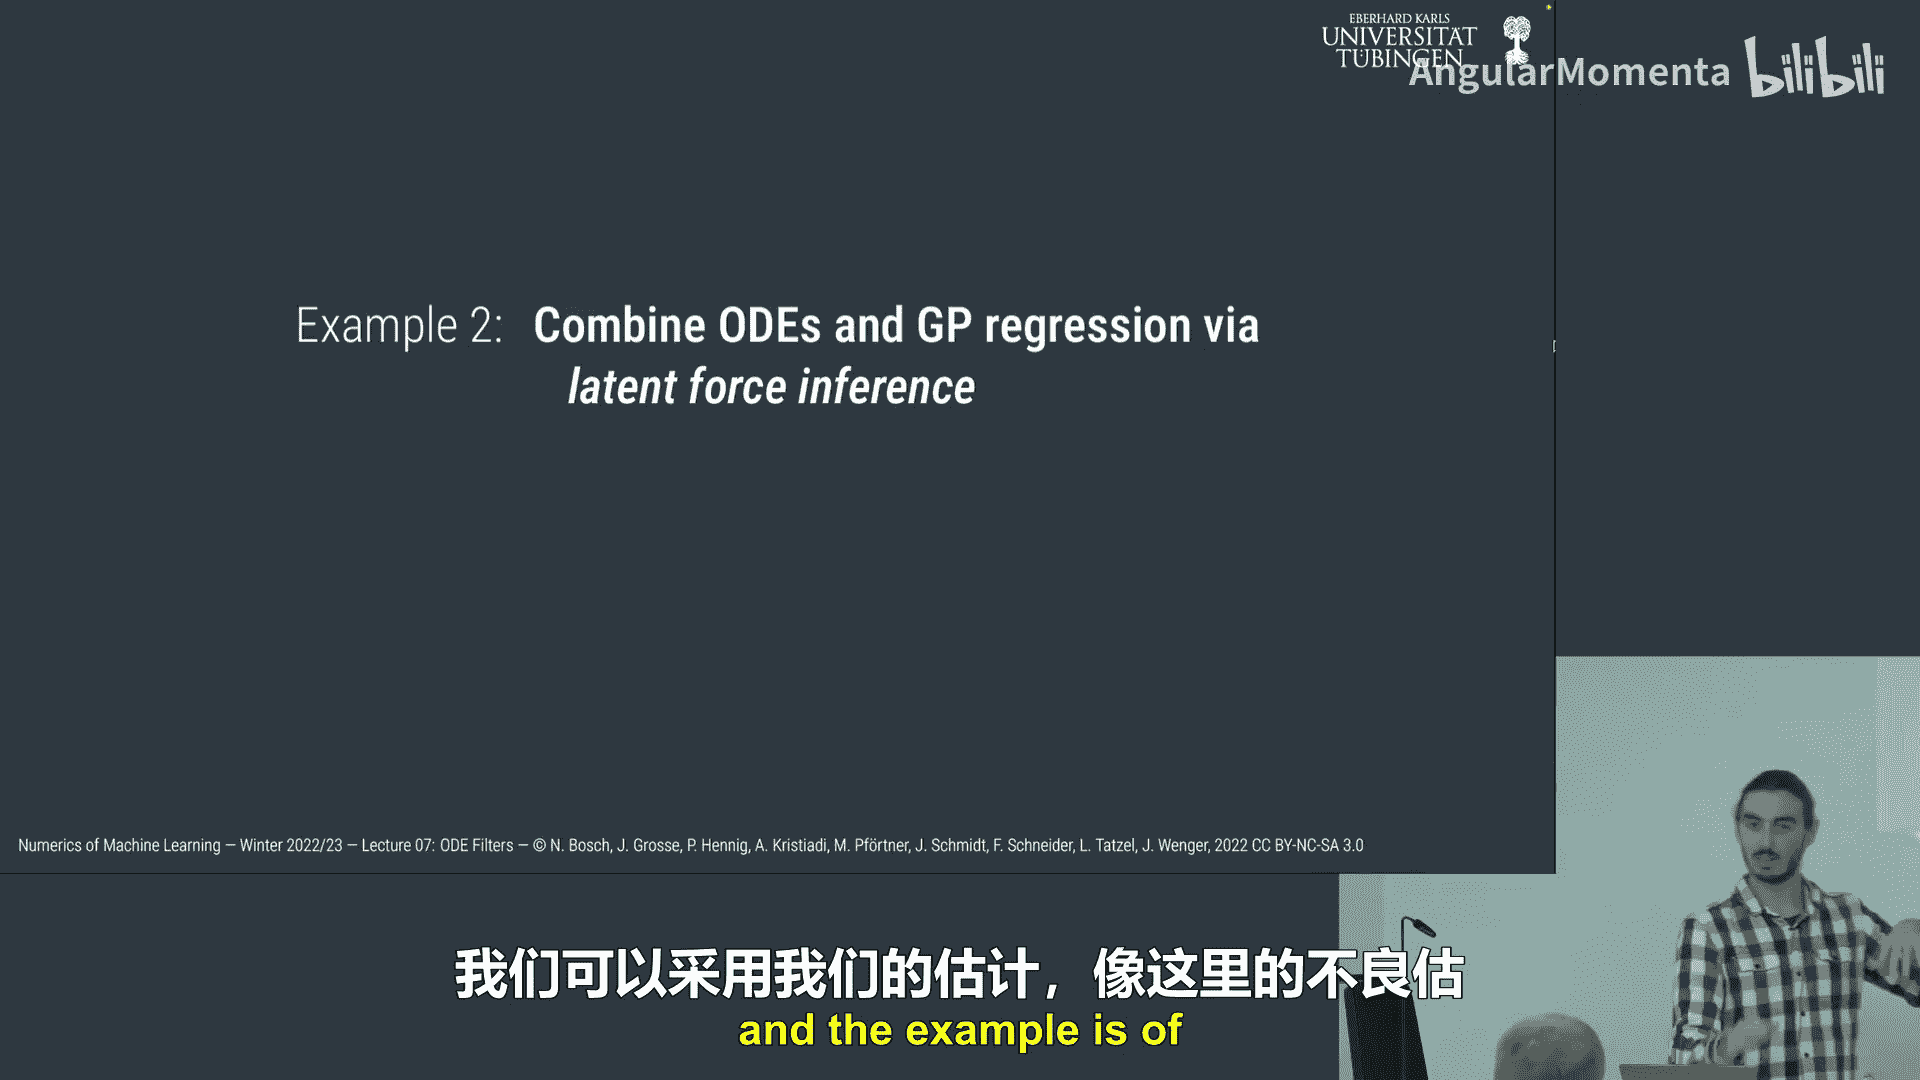 EBERHARD KARLS
UNIVERSITÄT
TÜBINGEN
AngularMomenta bilibili
Example 2: Combine ODEs and GP regression via
latent force inference
Numerics of Machine Learning — Winter 2022/23 — Lecture 07: ODE Filters — © N. Bosch, J. Grosse, P. Hennig, A. Kristiadi, M. Pförtner, J. Schmidt, F. Schneider, L. Tatzel, J. Wenger, 2022 CC BY-NC-SA 3.0
我们可以采用我们的估计，像这里的不良估
and the example is of